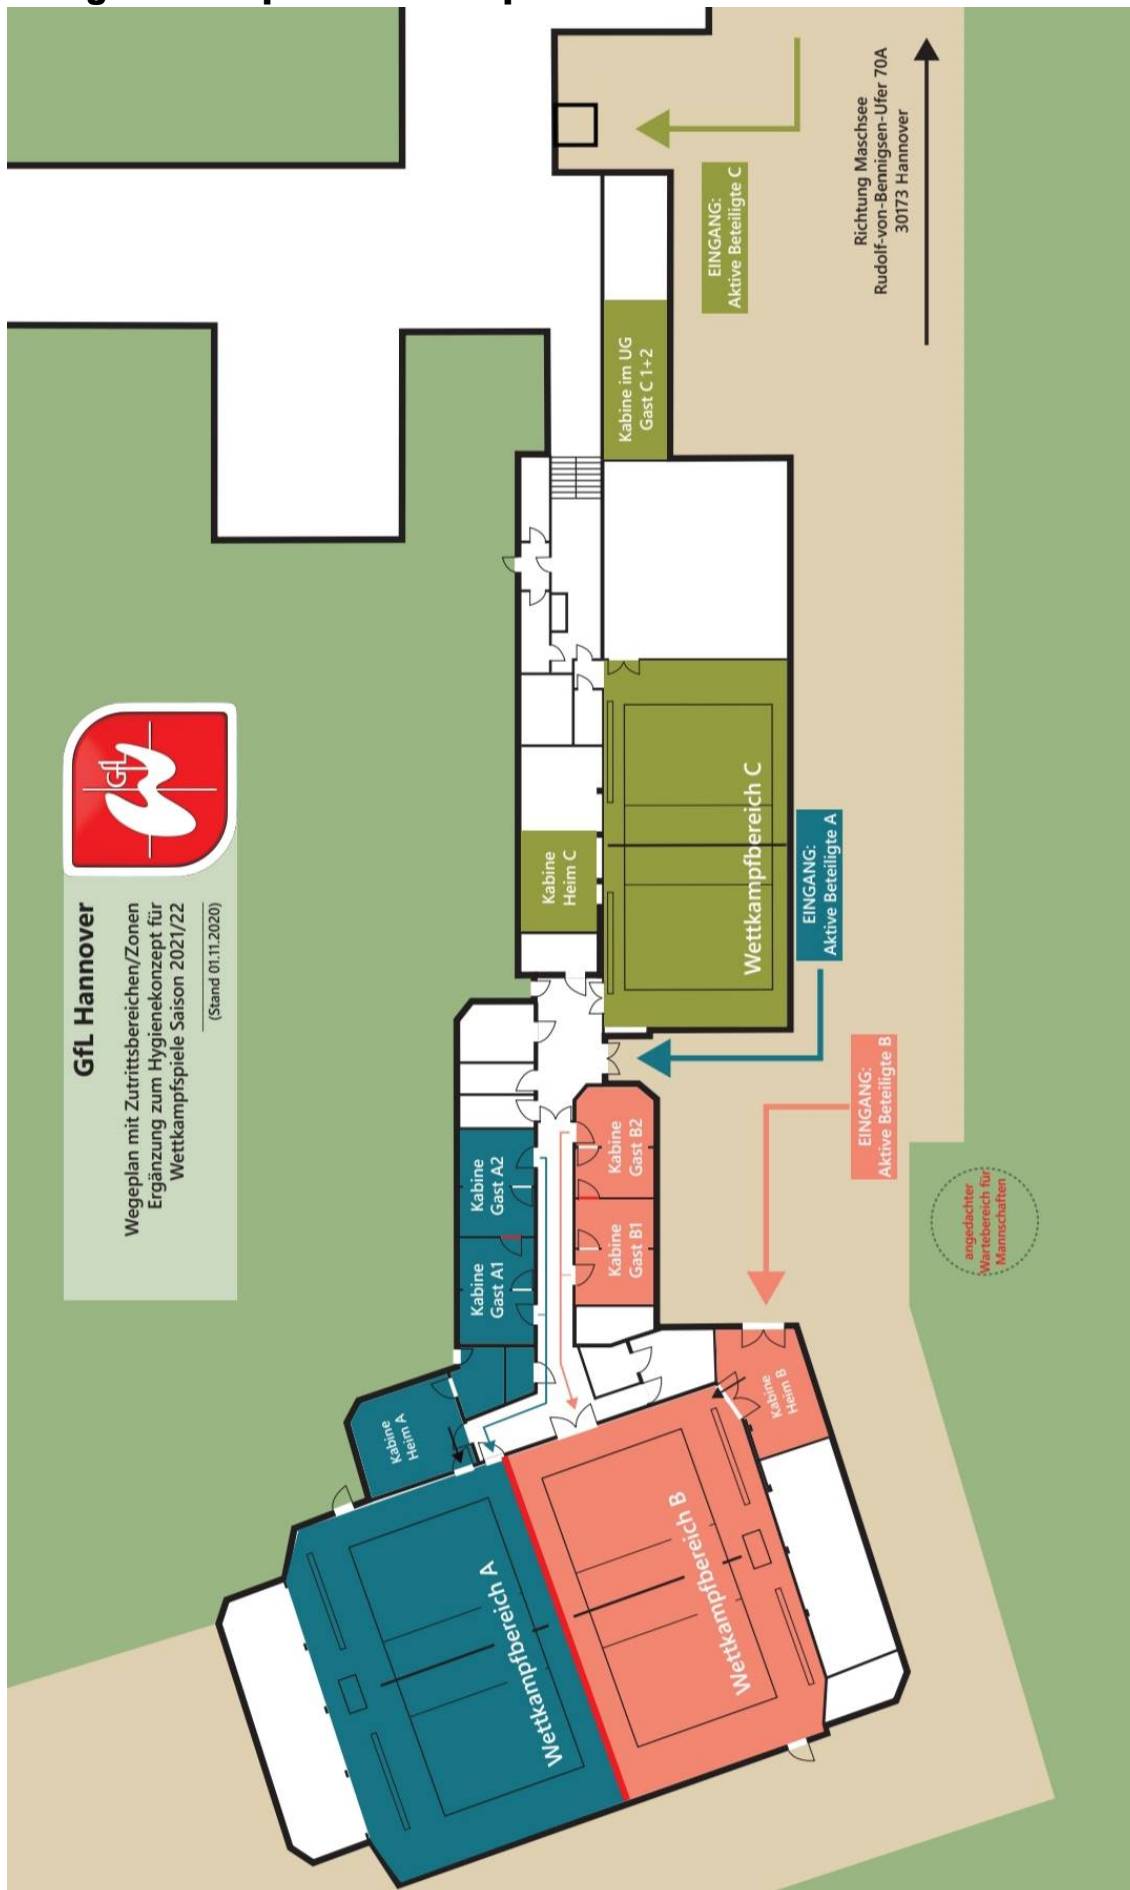 GfL
GfL Hannover
Wegeplan mit Zutrittsbereichen/Zonen
Ergänzung zum Hygienekonzept für
Wettkampfspiele Saison 2021/22
(Stand 01.11.2020)
Richtung Maschsee
Rudolf-von-Bennigsen-Ufer 70A
30173 Hannover
EINGANG:
Aktive Beteiligte C
Kabine im UG
Gast C 1+2
Wettkampfbereich C
Kabine
Heim C
EINGANG:
Aktive Beteiligte A
EINGANG:
Aktive Beteiligte B
angedachter
Wartebereich für
Mannschaften
Kabine
Gast A2
Kabine
Gast A1
Kabine
Gast B2
Kabine
Gast B1
Kabine
Heim A
Kabine
Heim B
Wettkampfbereich A
Wettkampfbereich B